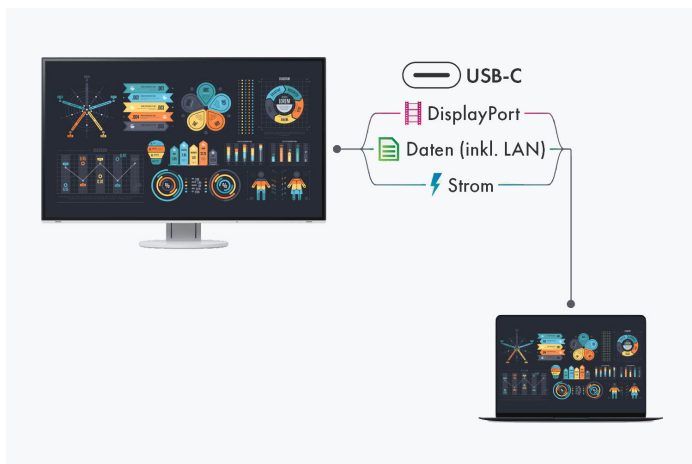 USB-C
DisplayPort
Daten (inkl. LAN)
Strom